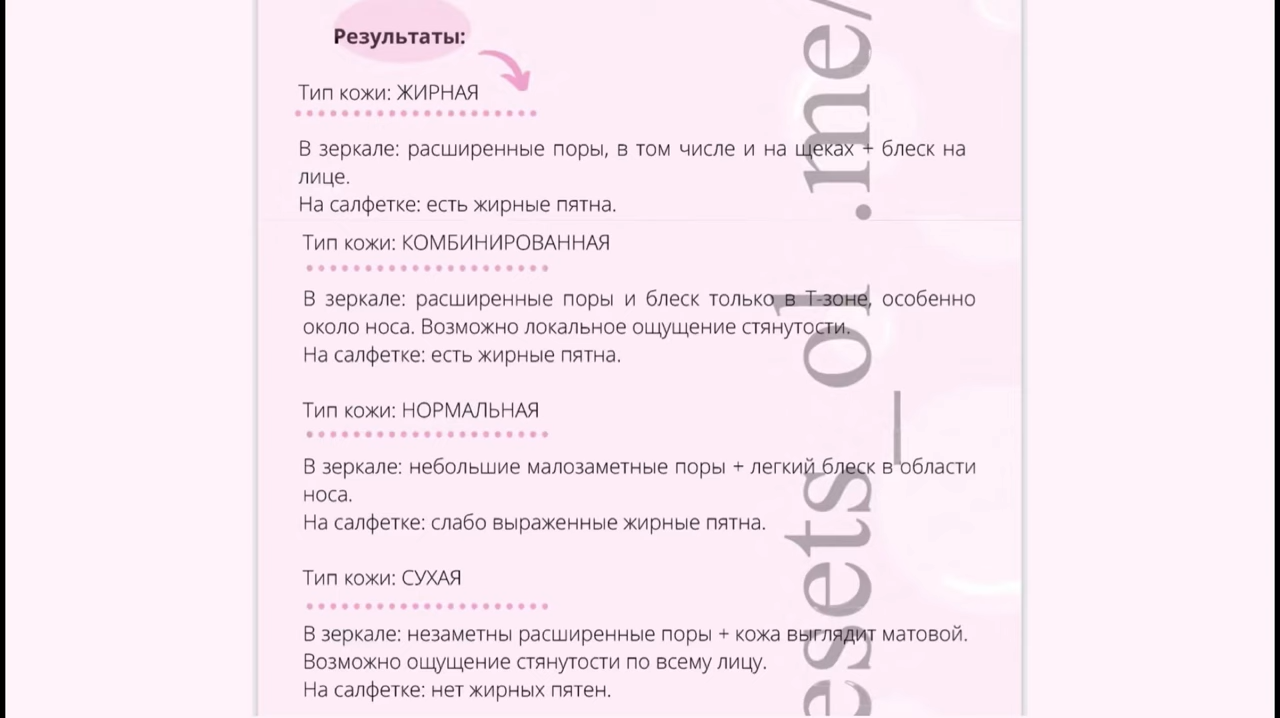 Результаты:
Тип кожи: ЖИРНАЯ
В зеркале: расширенные поры, в том числе и на щеках + блеск на
лице.
На салфетке: есть жирные пятна.
Тип кожи: КОМБИНИРОВАННАЯ
В зеркале: расширенные поры и блеск только в Т-зоне, особенно
около носа. Возможно локальное ощущение стянутости.
На салфетке: есть жирные пятна.
Тип кожи: НОРМАЛЬНАЯ
В зеркале: небольшие малозаметные поры + легкий блеск в области
носа.
На салфетке: слабо выраженные жирные пятна.
Тип кожи: СУХАЯ
В зеркале: незаметны расширенные поры + кожа выглядит матовой.
Возможно ощущение стянутости по всему лицу.
На салфетке: нет жирных пятен.
esets_ol .me/